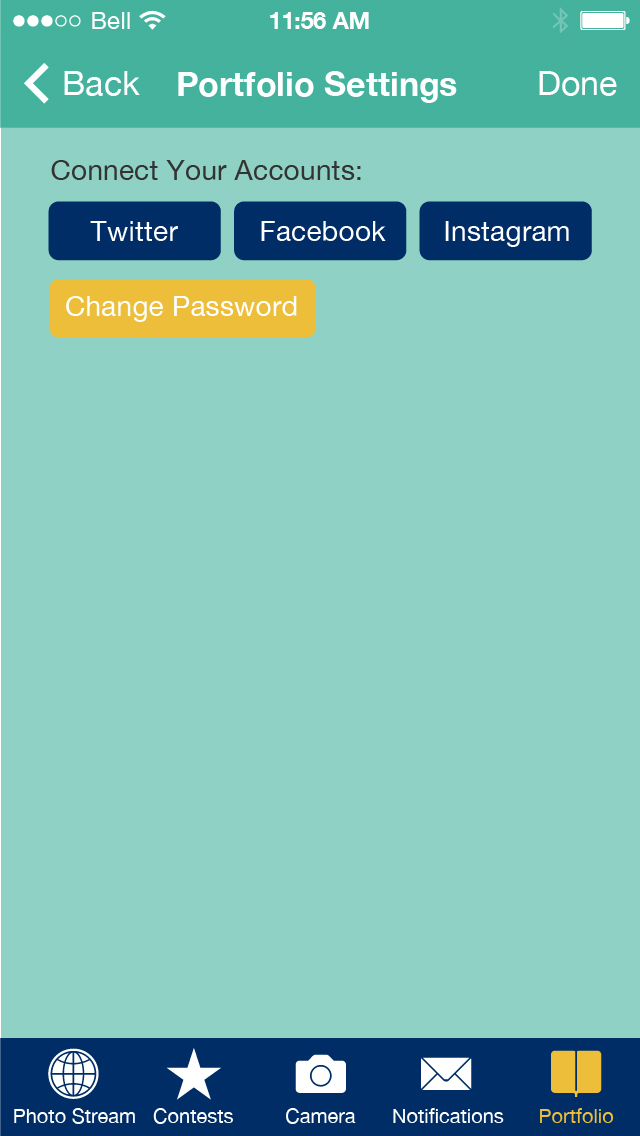 Bell 11:56 AM
Back Portfolio Settings Done
Connect Your Accounts:
Twitter Facebook Instagram
Change Password
Photo Stream Contests Camera Notifications Portfolio